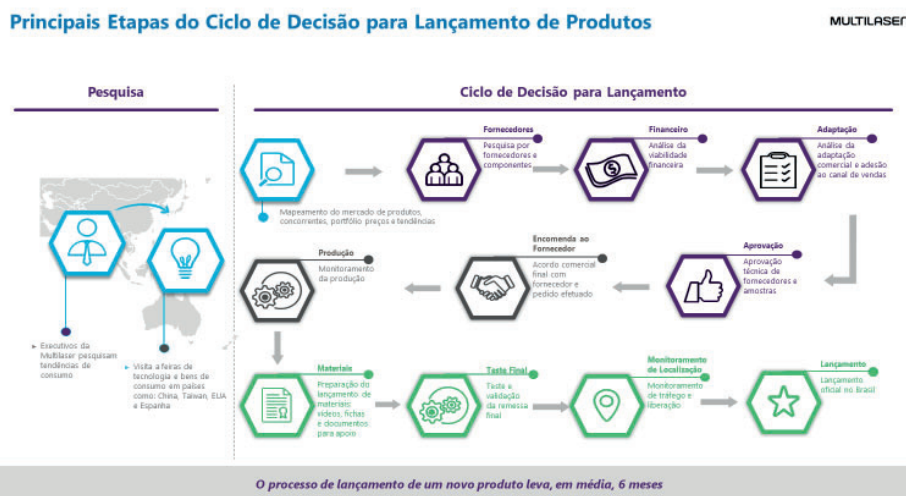 Principais Etapas do Ciclo de Decisão para Lançamento de Produtos
MULTILASER
Pesquisa
Executivos da
Multilaser pesquisam
tendências de
consumo
Visita a feiras de
tecnologia e bens de
consumo em países
como: China, Taiwan, EUA
e Espanha
Ciclo de Decisão para Lançamento
Mapeamento do mercado de produtos,
concorrentes, portfólio preços e tendências
Fornecedores
Pesquisa por
fornecedores e
componentes
Financeiro
Análise da
viabilidade
financeira
Adaptação
Análise da
adaptação
comercial e adesão
ao canal de vendas
Aprovação
Aprovação
técnica de
fornecedores e
amostras
Encomenda ao
Fornecedor
Acordo comercial
final com
fornecedor e
pedido efetuado
Produção
Monitoramento
da produção
Materiais
Preparação do
lançamento de
materiais:
vídeos, fichas
e documentos
para apoio
Teste Final
Teste e
validação
da remessa
final
Monitoramento
de Localização
Monitoramento
de tráfego e
liberação
Lançamento
Lançamento
oficial no Brasil
O processo de lançamento de um novo produto leva, em média, 6 meses